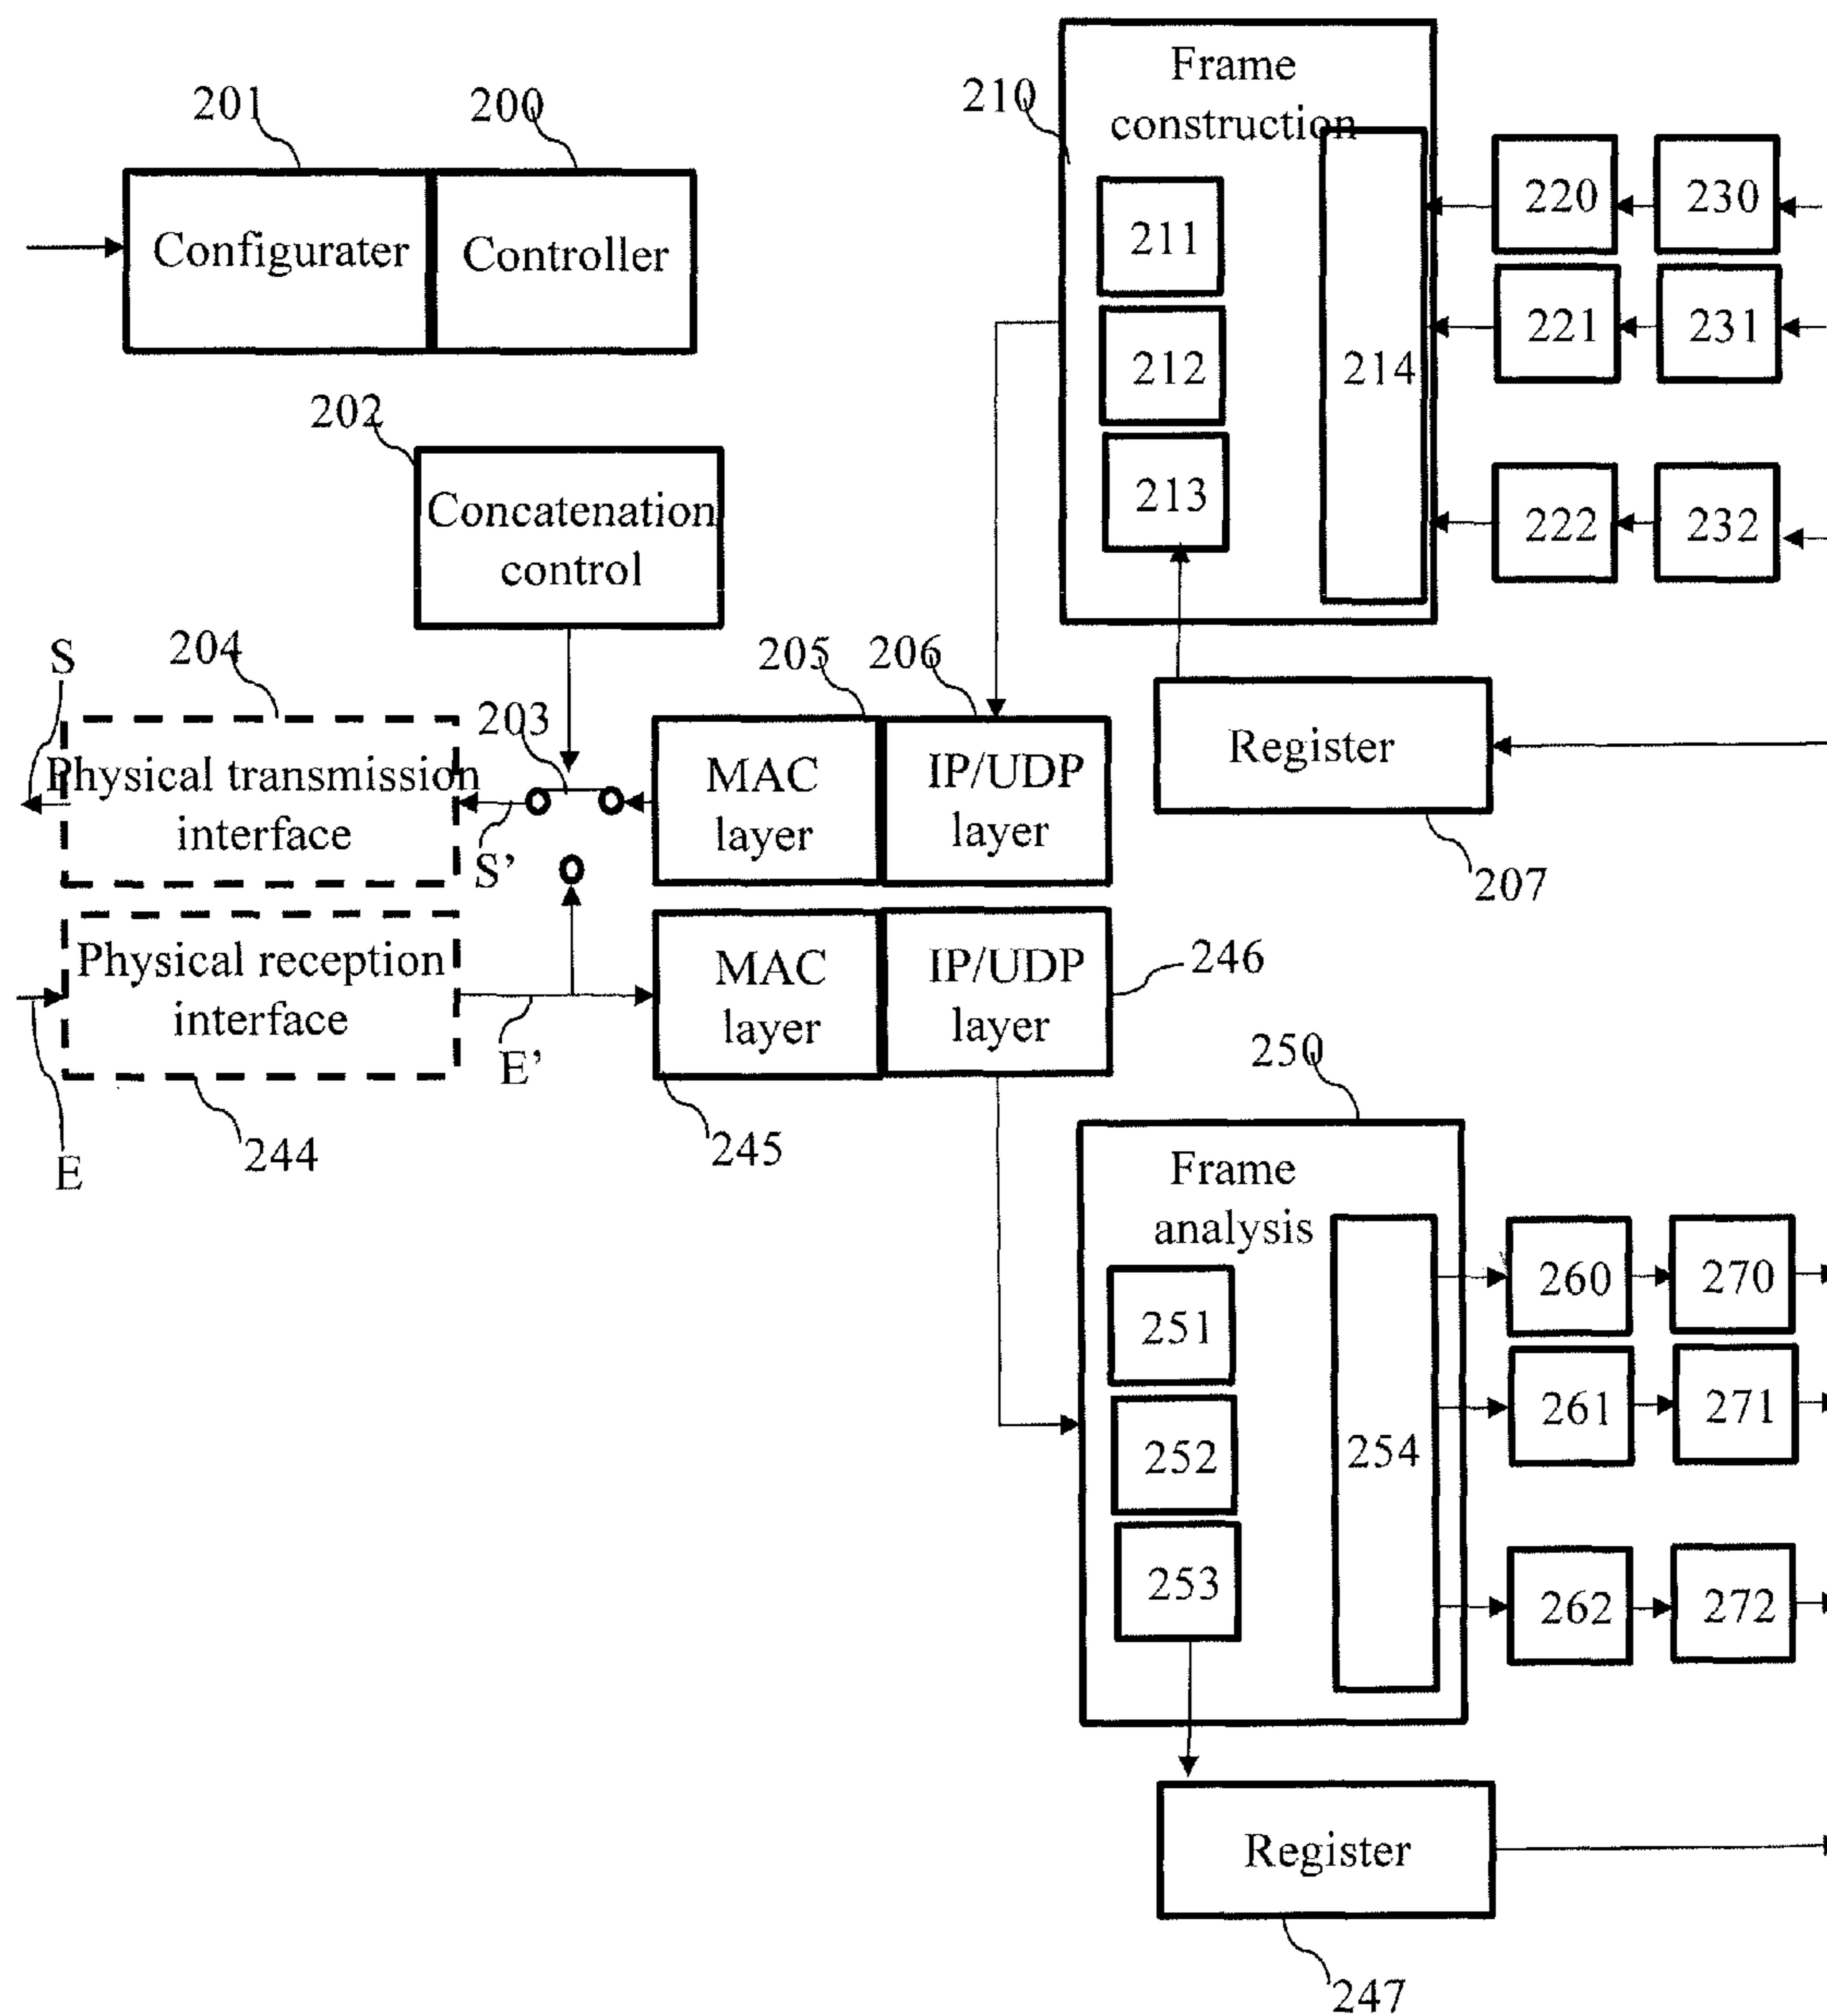 201
200
Configurater
Controller
202
Concatenation
control
210
Frame
construction
211
212
213
214
220
230
221
231
222
232
S
204
Physical transmission
interface
203
S’
205
206
MAC
layer
IP/UDP
layer
Register
207
Physical reception
interface
E
244
E’
MAC
layer
IP/UDP
layer
245
246
250
Frame
analysis
251
252
253
254
260
270
261
271
262
272
Register
247